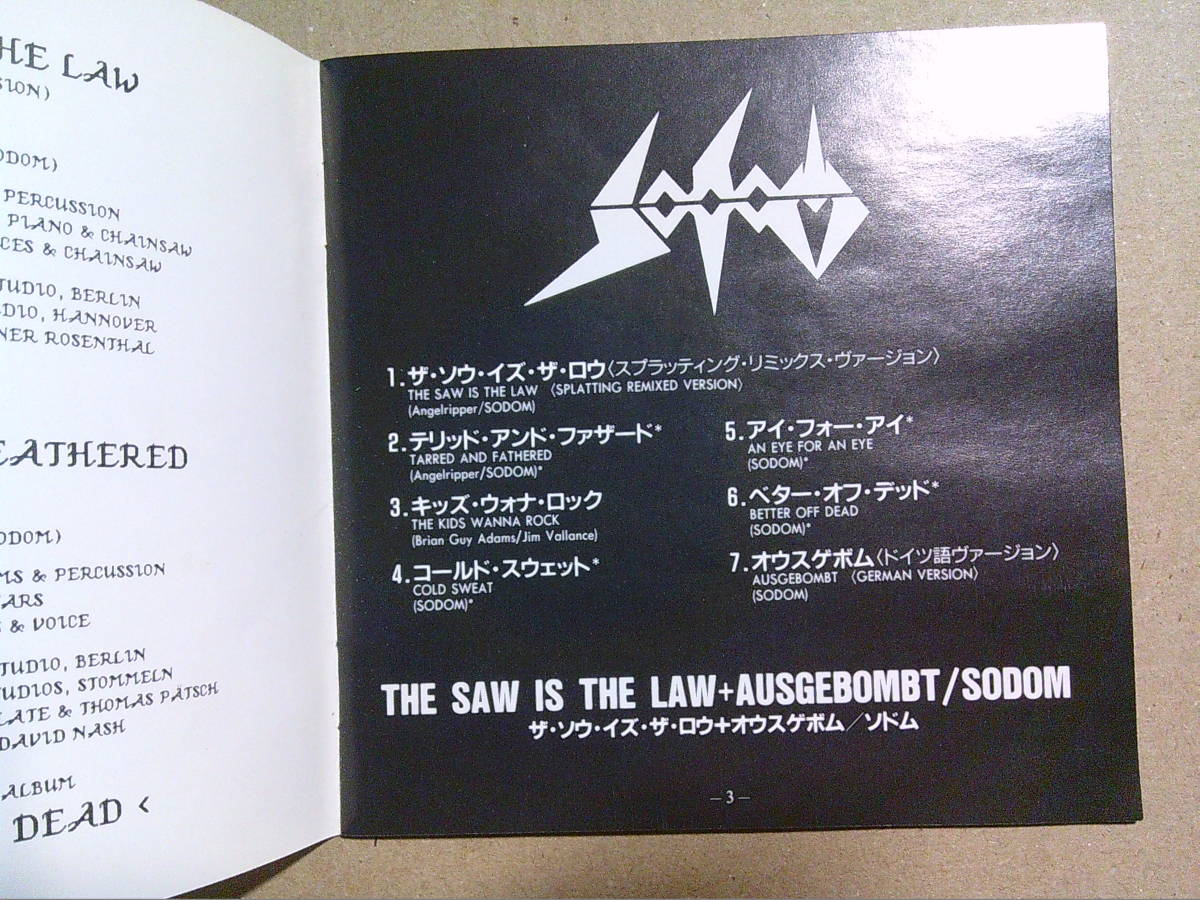 HE LAW
SION)
SODOM)
PERCUSSION
PIANO & CHAINSAW
CES & CHAINSAW
TUDIO, BERLIN
DIO, HANNOVER
NER ROSENTHAL
EATHERED
ODOM)
MS & PERCUSSION
ARS
& VOICE
TUDIO, BERLIN
UDIOS, STOMMELN
LATE & THOMAS PÄTSCH
DAVID NASH
ALBUM
DEAD <
SODOM
1.ザ・ソウ・イズ・ザ・ロウ〈スプラッティング・リミックス・ヴァージョン〉
THE SAW IS THE LAW 〈SPLATTING REMIXED VERSION〉
(Angelripper/SODOM)
2.テリッド・アンド・ファザード*
TARRED AND FATHERED
(Angelripper/SODOM)*
3.キッズ・ウォナ・ロック
THE KIDS WANNA ROCK
(Brian Guy Adams/Jim Vallance)
4.コールド・スウェット*
COLD SWEAT
(SODOM)*
5.アイ・フォー・アイ*
AN EYE FOR AN EYE
(SODOM)*
6.ベター・オフ・デッド*
BETTER OFF DEAD
(SODOM)*
7.オウスゲボム〈ドイツ語ヴァージョン〉
AUSGEBOMBT 〈GERMAN VERSION〉
(SODOM)
THE SAW IS THE LAW+AUSGEBOMBT/SODOM
ザ・ソウ・イズ・ザ・ロウ+オウスゲボム/ソドム
—3—